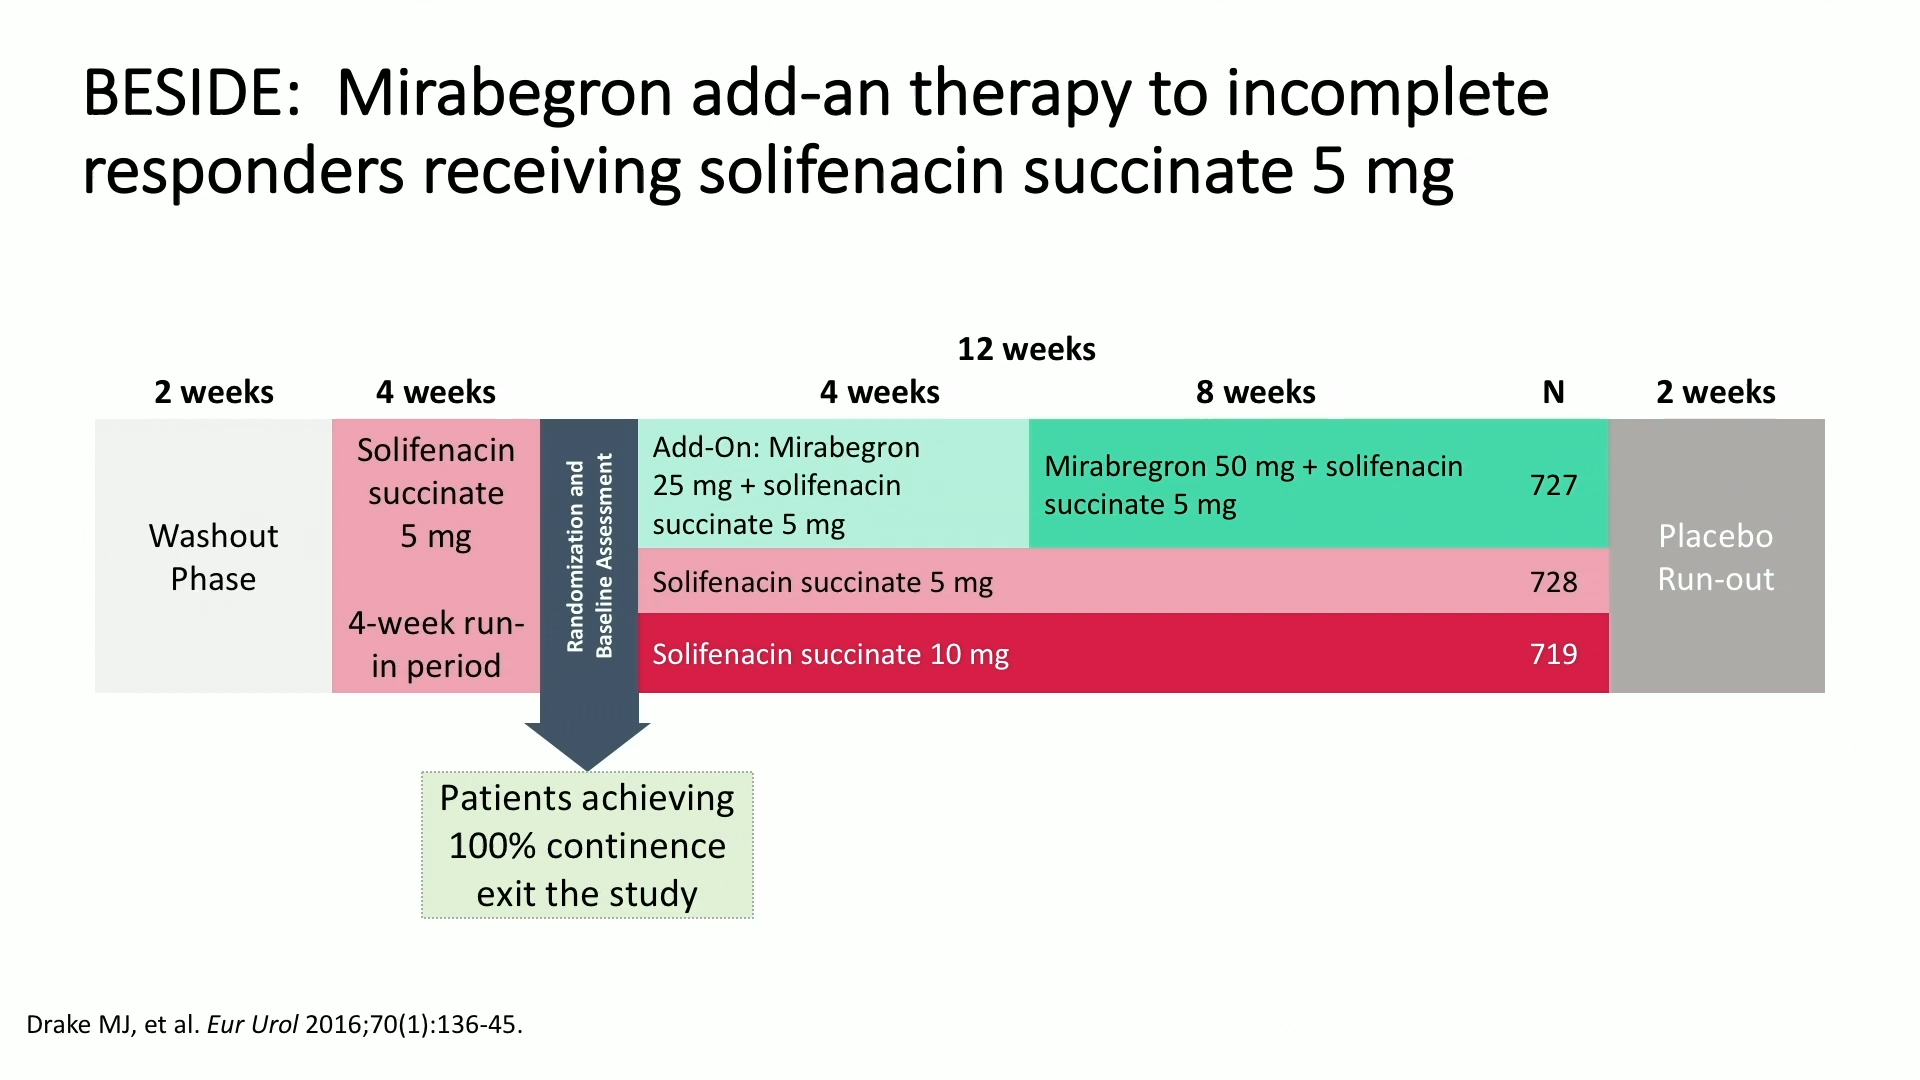 BESIDE:  Mirabegron add-an therapy to incomplete
responders receiving solifenacin succinate 5 mg
12 weeks
2 weeks
4 weeks
4 weeks
8 weeks
N
2 weeks
Washout
Phase
Solifenacin
succinate
5 mg
4-week run-
in period
Randomization and
Baseline Assessment
Add-On: Mirabegron
25 mg + solifenacin
succinate 5 mg
Mirabregron 50 mg + solifenacin
succinate 5 mg
727
Solifenacin succinate 5 mg
728
Solifenacin succinate 10 mg
719
Placebo
Run-out
Patients achieving
100% continence
exit the study
Drake MJ, et al. Eur Urol 2016;70(1):136-45.